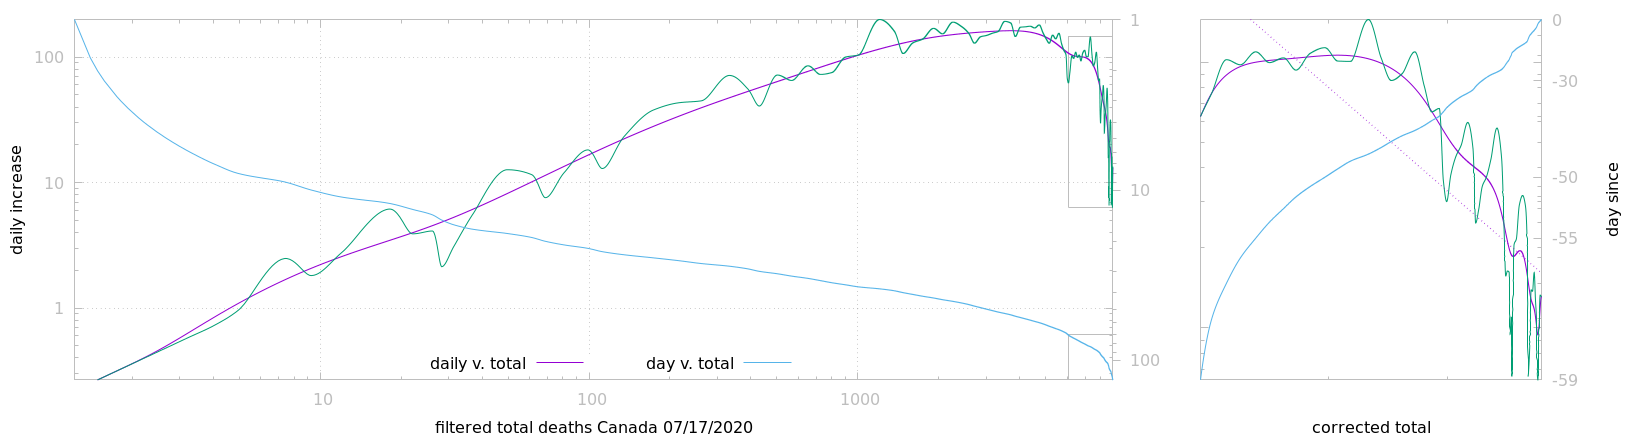 100
10
1
daily increase
daily v. total
day v. total
10
100
1000
filtered total deaths Canada 07/17/2020
1
10
100
0
-30
-50
-55
-59
day since
corrected total